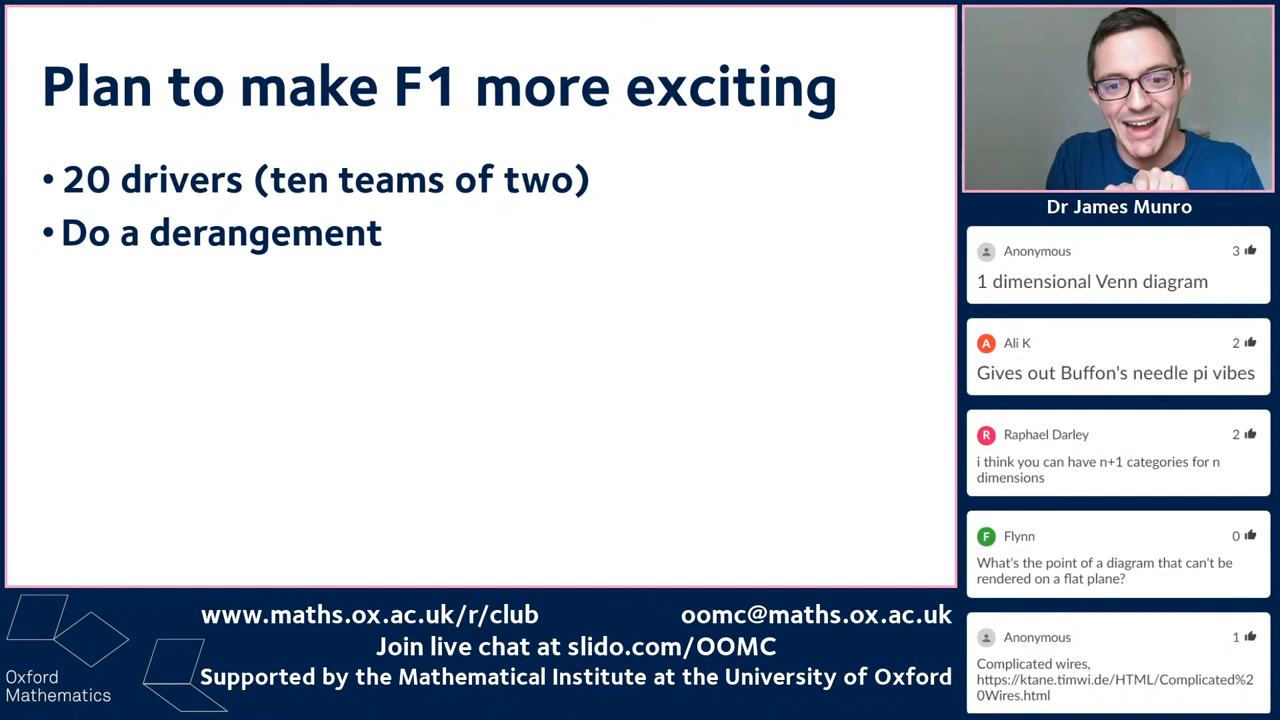 Plan to make F1 more exciting
• 20 drivers (ten teams of two)
• Do a derangement
Dr James Munro
Anonymous 3
1 dimensional Venn diagram
A Ali K 2
Gives out Buffon's needle pi vibes
R Raphael Darley 2
i think you can have n+1 categories for n
dimensions
F Flynn 0
What's the point of a diagram that can't be
rendered on a flat plane?
Anonymous 1
Complicated wires,
https://ktane.timwi.de/HTML/Complicated%2
0Wires.html
www.maths.ox.ac.uk/r/club oomc@maths.ox.ac.uk
Join live chat at slido.com/OOMC
Supported by the Mathematical Institute at the University of Oxford
Oxford
Mathematics